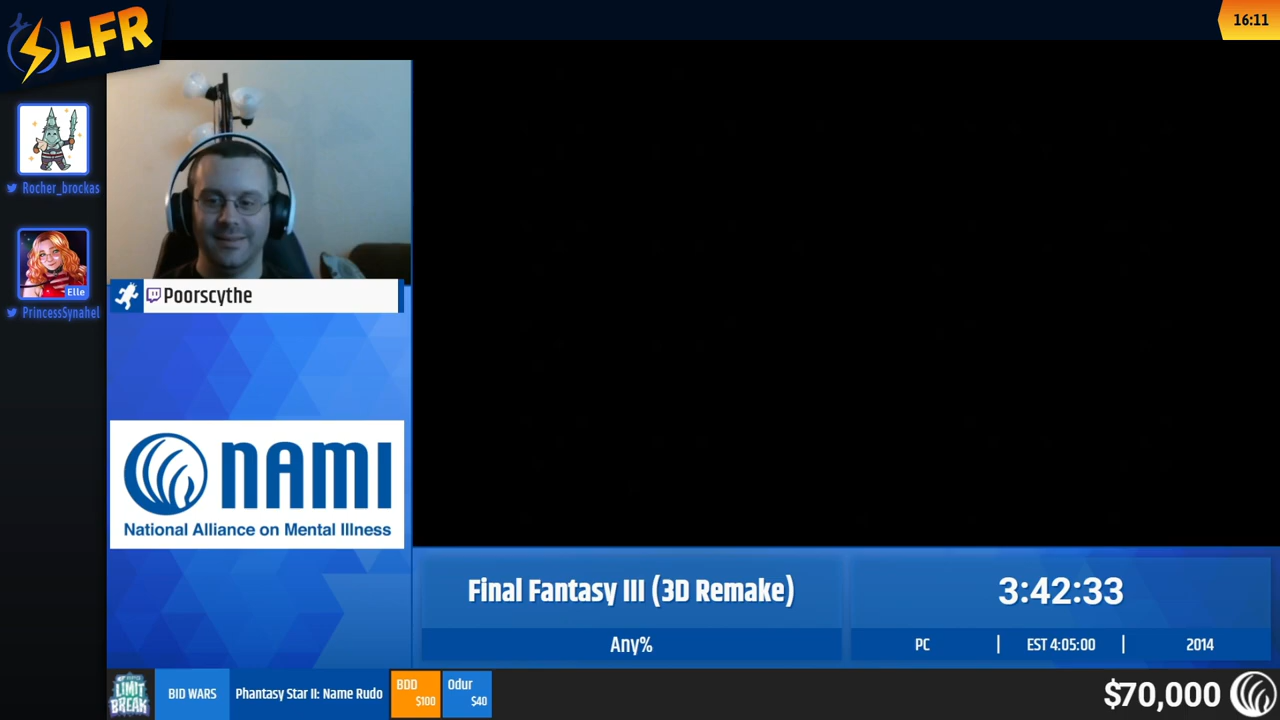 LFR
16:11
Rocher_brockas
Elle
PrincessSynahel
Poorscythe
NAMI
National Alliance on Mental Illness
Final Fantasy III (3D Remake)
3:42:33
Any%
PC | EST 4:05:00 | 2014
LIMIT
BREAK
BID WARS
Phantasy Star II: Name Rudo
BDD
$100
Odur
$40
$70,000